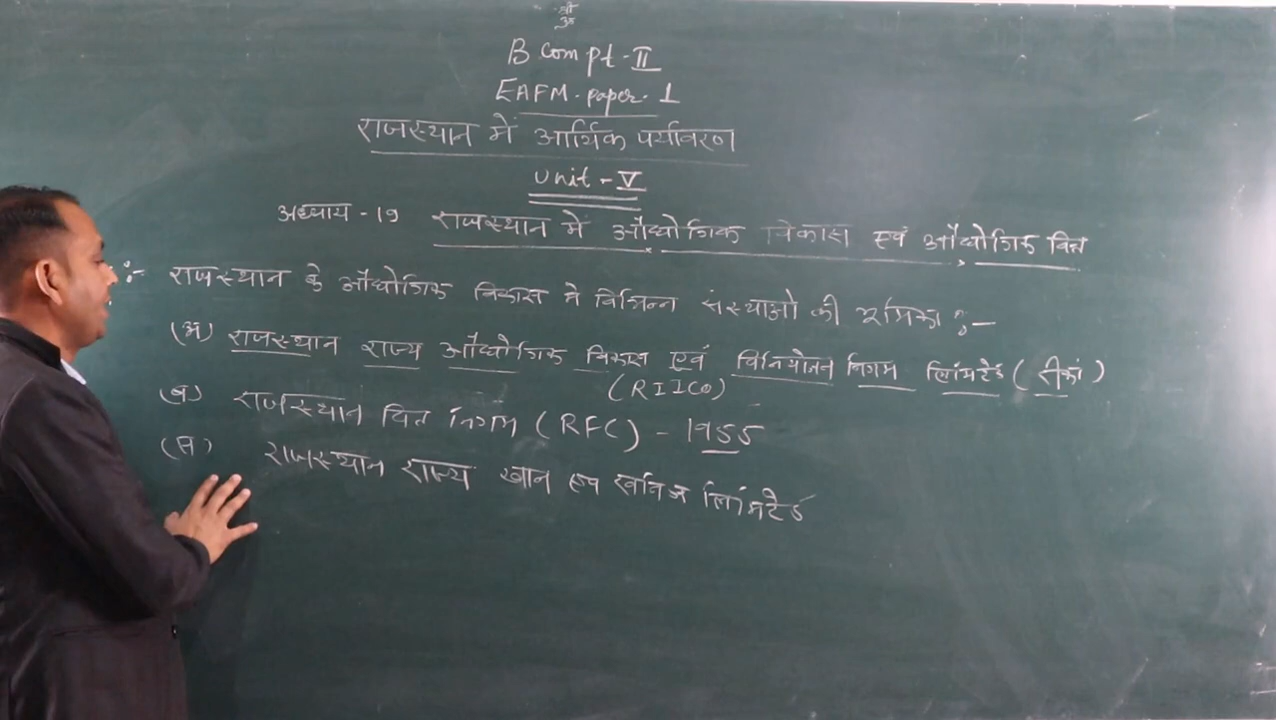 श्री
B.Com pt-II
EAFM-paper-I
राजस्थान में आर्थिक पर्यावरण
Unit-V
अध्याय-19 राजस्थान में औद्योगिक विकास एवं औद्योगिक वित्त
:- राजस्थान के औद्योगिक विकास मे विभिन्न संस्थाओ की भूमिका :-
(अ) राजस्थान राज्य औद्योगिक विकास एवं विनियोजन निगम लिमिटेड (रीको)
(RIICO)
(ब) राजस्थान वित्त निगम (RFC) - 1955
(स) राजस्थान राज्य खान एवं खनिज लिमिटेड